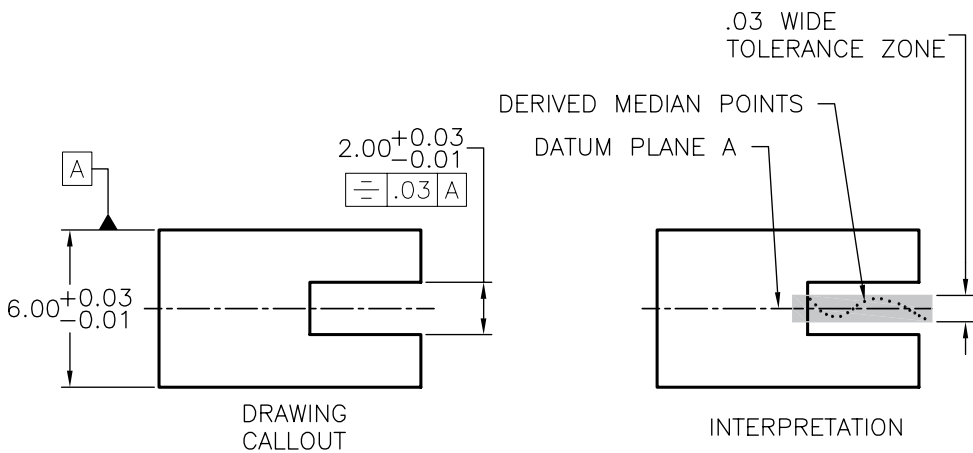 .03 WIDE
TOLERANCE ZONE
DERIVED MEDIAN POINTS
DATUM PLANE A
2.00 +0.03
-0.01
⌯ .03 A
A
6.00 +0.03
-0.01
DRAWING
CALLOUT
INTERPRETATION